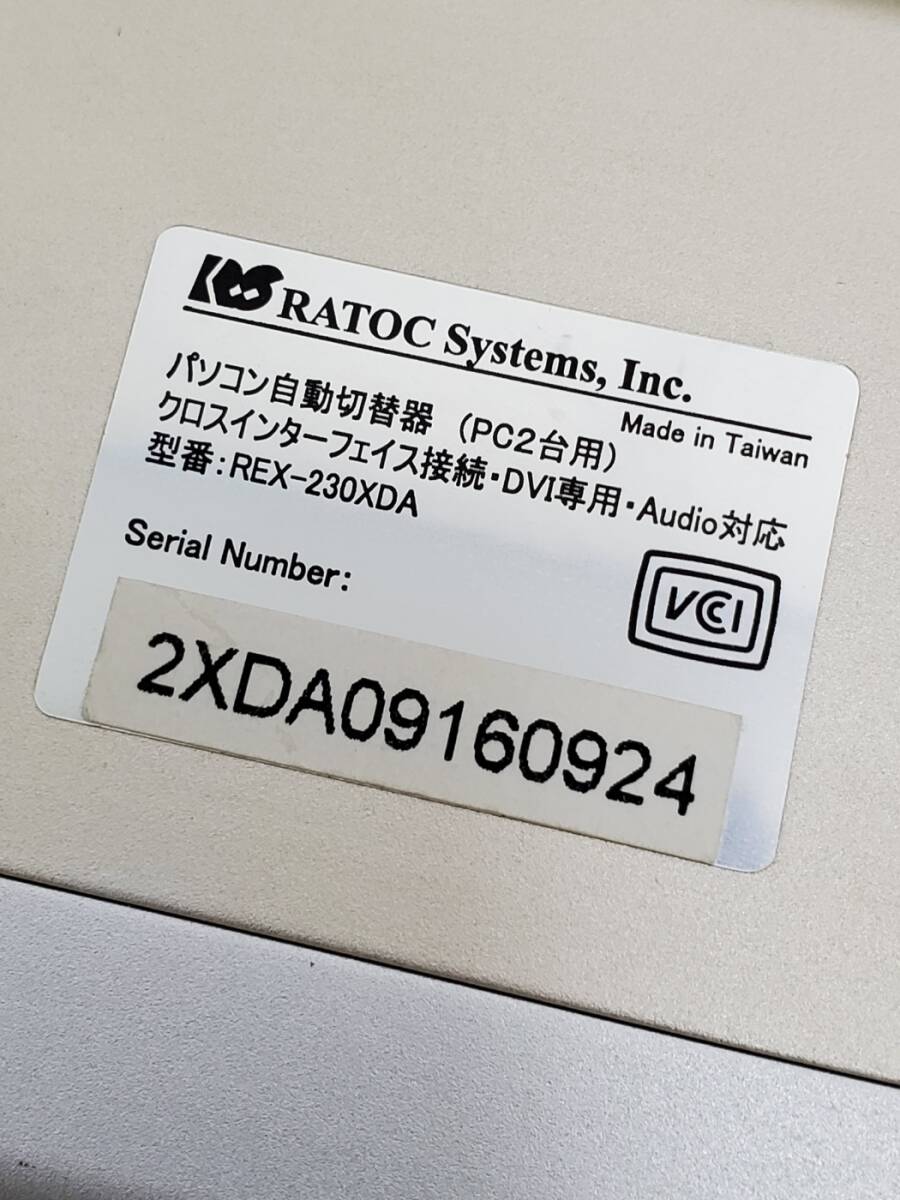 RATOC Systems, Inc.
Made in Taiwan
パソコン自動切替器 (PC2台用)
クロスインターフェイス接続・DVI専用・Audio対応
型番:REX-230XDA
Serial Number:
VCI
2XDA09160924